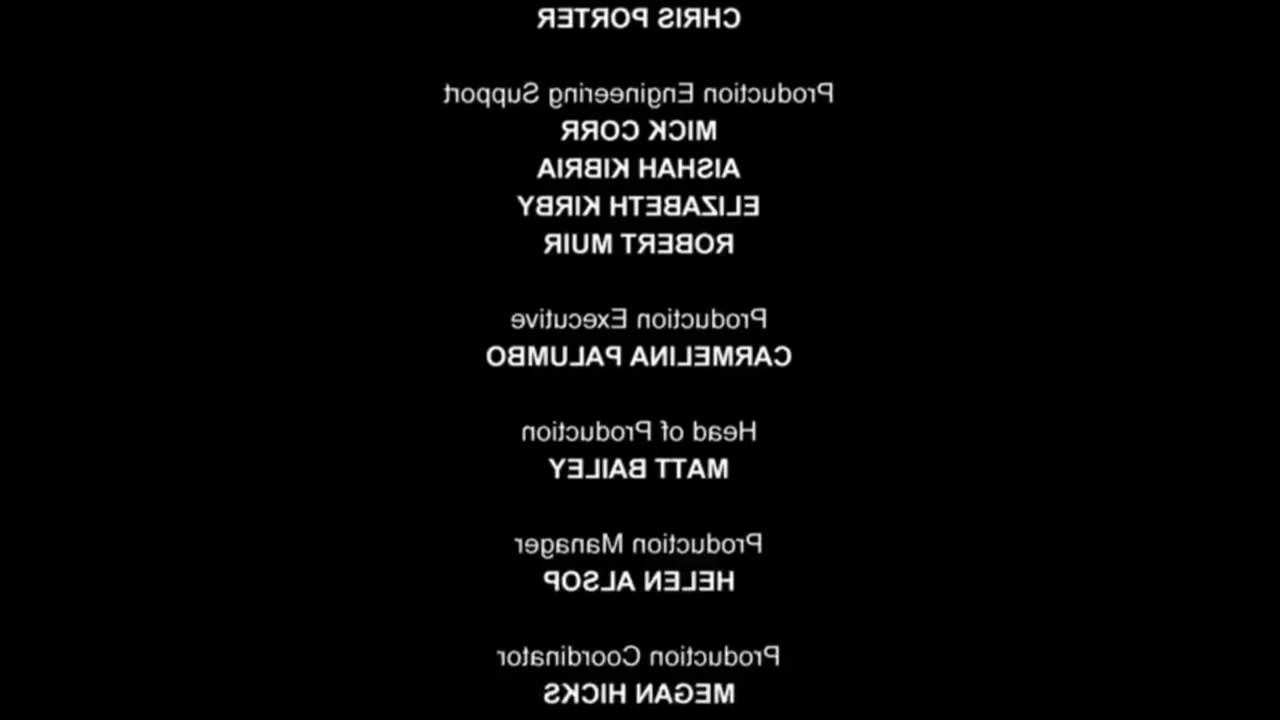 CHRIS PORTER
Production Engineering Support
MICK CORR
AISHAH KIBRIA
ELIZABETH KIRBY
ROBERT MUIR
Production Executive
CARMELINA PALUMBO
Head of Production
MATT BAILEY
Production Manager
HELEN ALSOP
Production Coordinator
MEGAN HICKS